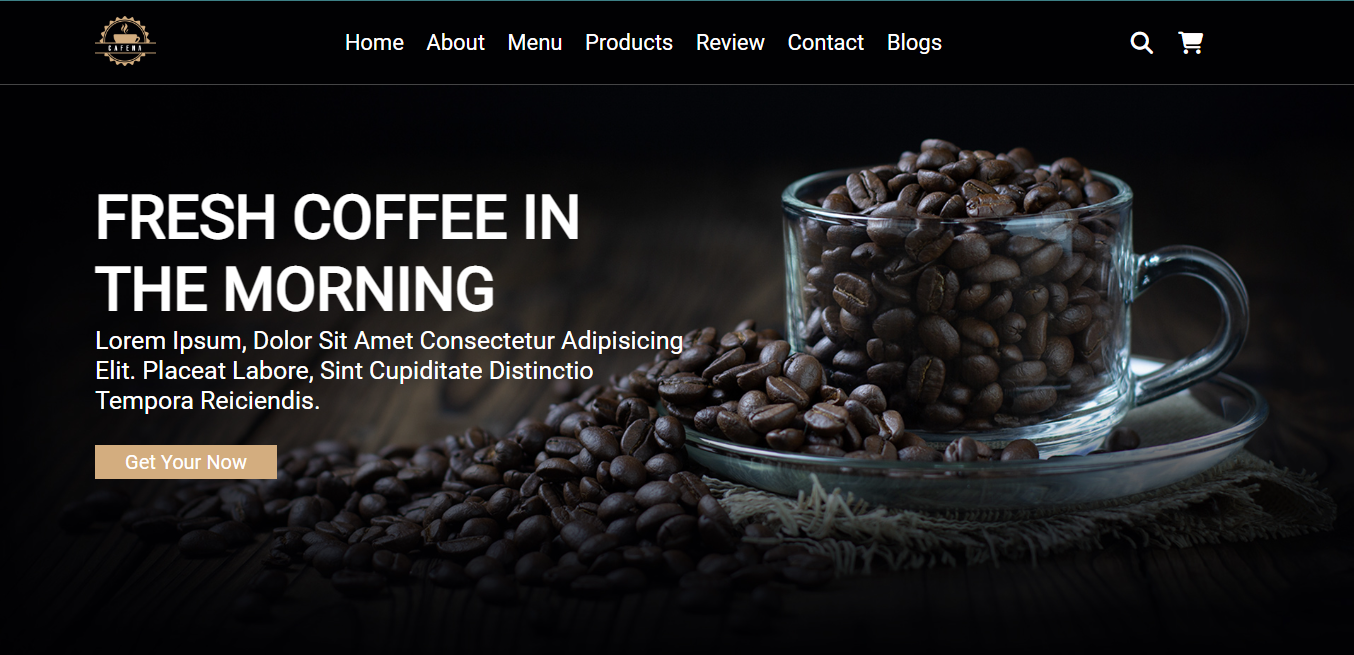 CAFENA
Home About Menu Products Review Contact Blogs
FRESH COFFEE IN
THE MORNING
Lorem Ipsum, Dolor Sit Amet Consectetur Adipisicing
Elit. Placeat Labore, Sint Cupiditate Distinctio
Tempora Reiciendis.
Get Your Now